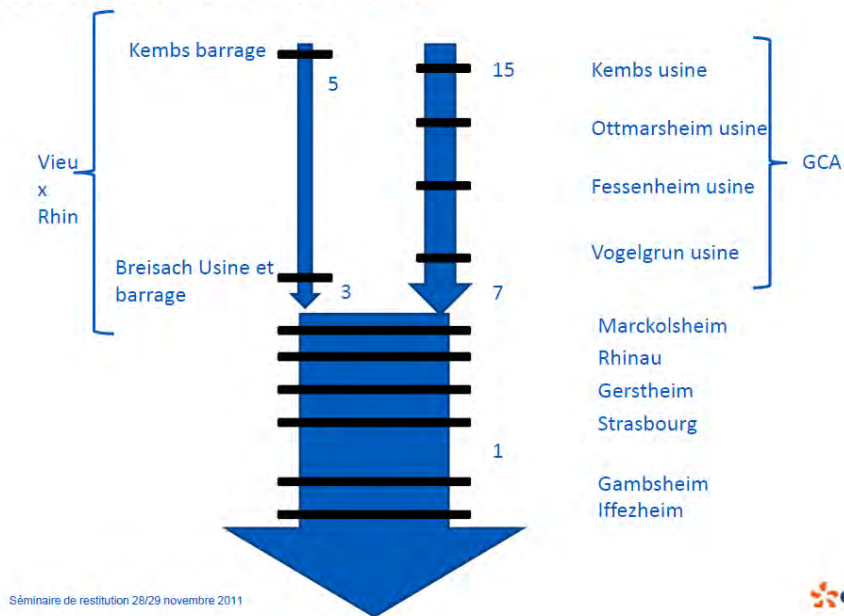 Kembs barrage
5
15
Kembs usine
Ottmarsheim usine
Vieu
x
Rhin
Fessenheim usine
GCA
Vogelgrun usine
Breisach Usine et
barrage
3
7
Marckolsheim
Rhinau
Gerstheim
Strasbourg
1
Gambsheim
Iffezheim
Séminaire de restitution 28/29 novembre 2011